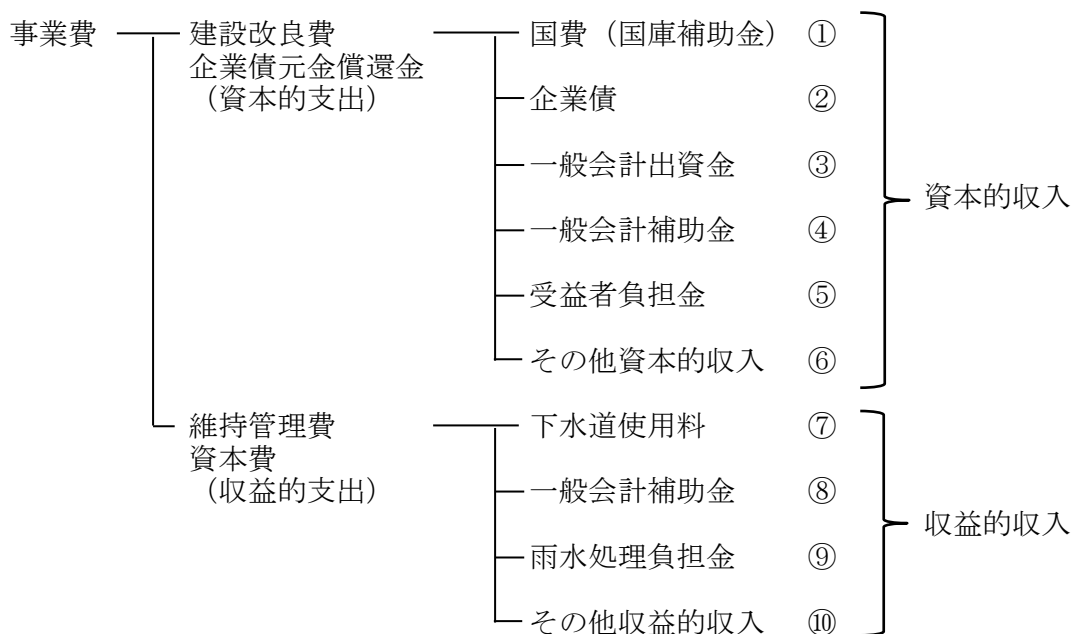 事業費
建設改良費
企業債元金償還金
（資本的支出）
国費（国庫補助金） ①
企業債 ②
一般会計出資金 ③
一般会計補助金 ④
受益者負担金 ⑤
その他資本的収入 ⑥
資本的収入
維持管理費
資本費
（収益的支出）
下水道使用料 ⑦
一般会計補助金 ⑧
雨水処理負担金 ⑨
その他収益的収入 ⑩
収益的収入